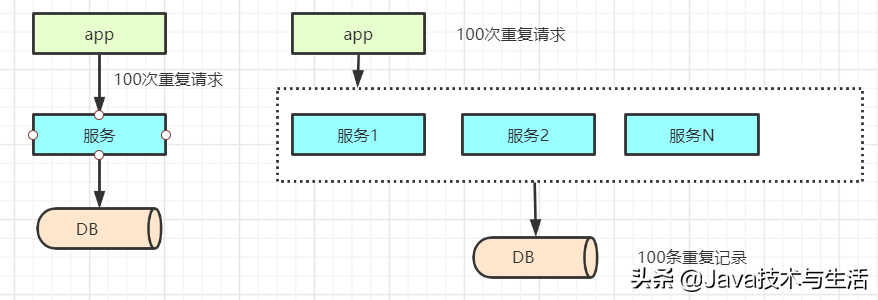 app
100次重复请求
服务
DB
app
100次重复请求
服务1
服务2
服务N
DB
100条重复记录
头条 @Java技术与生活